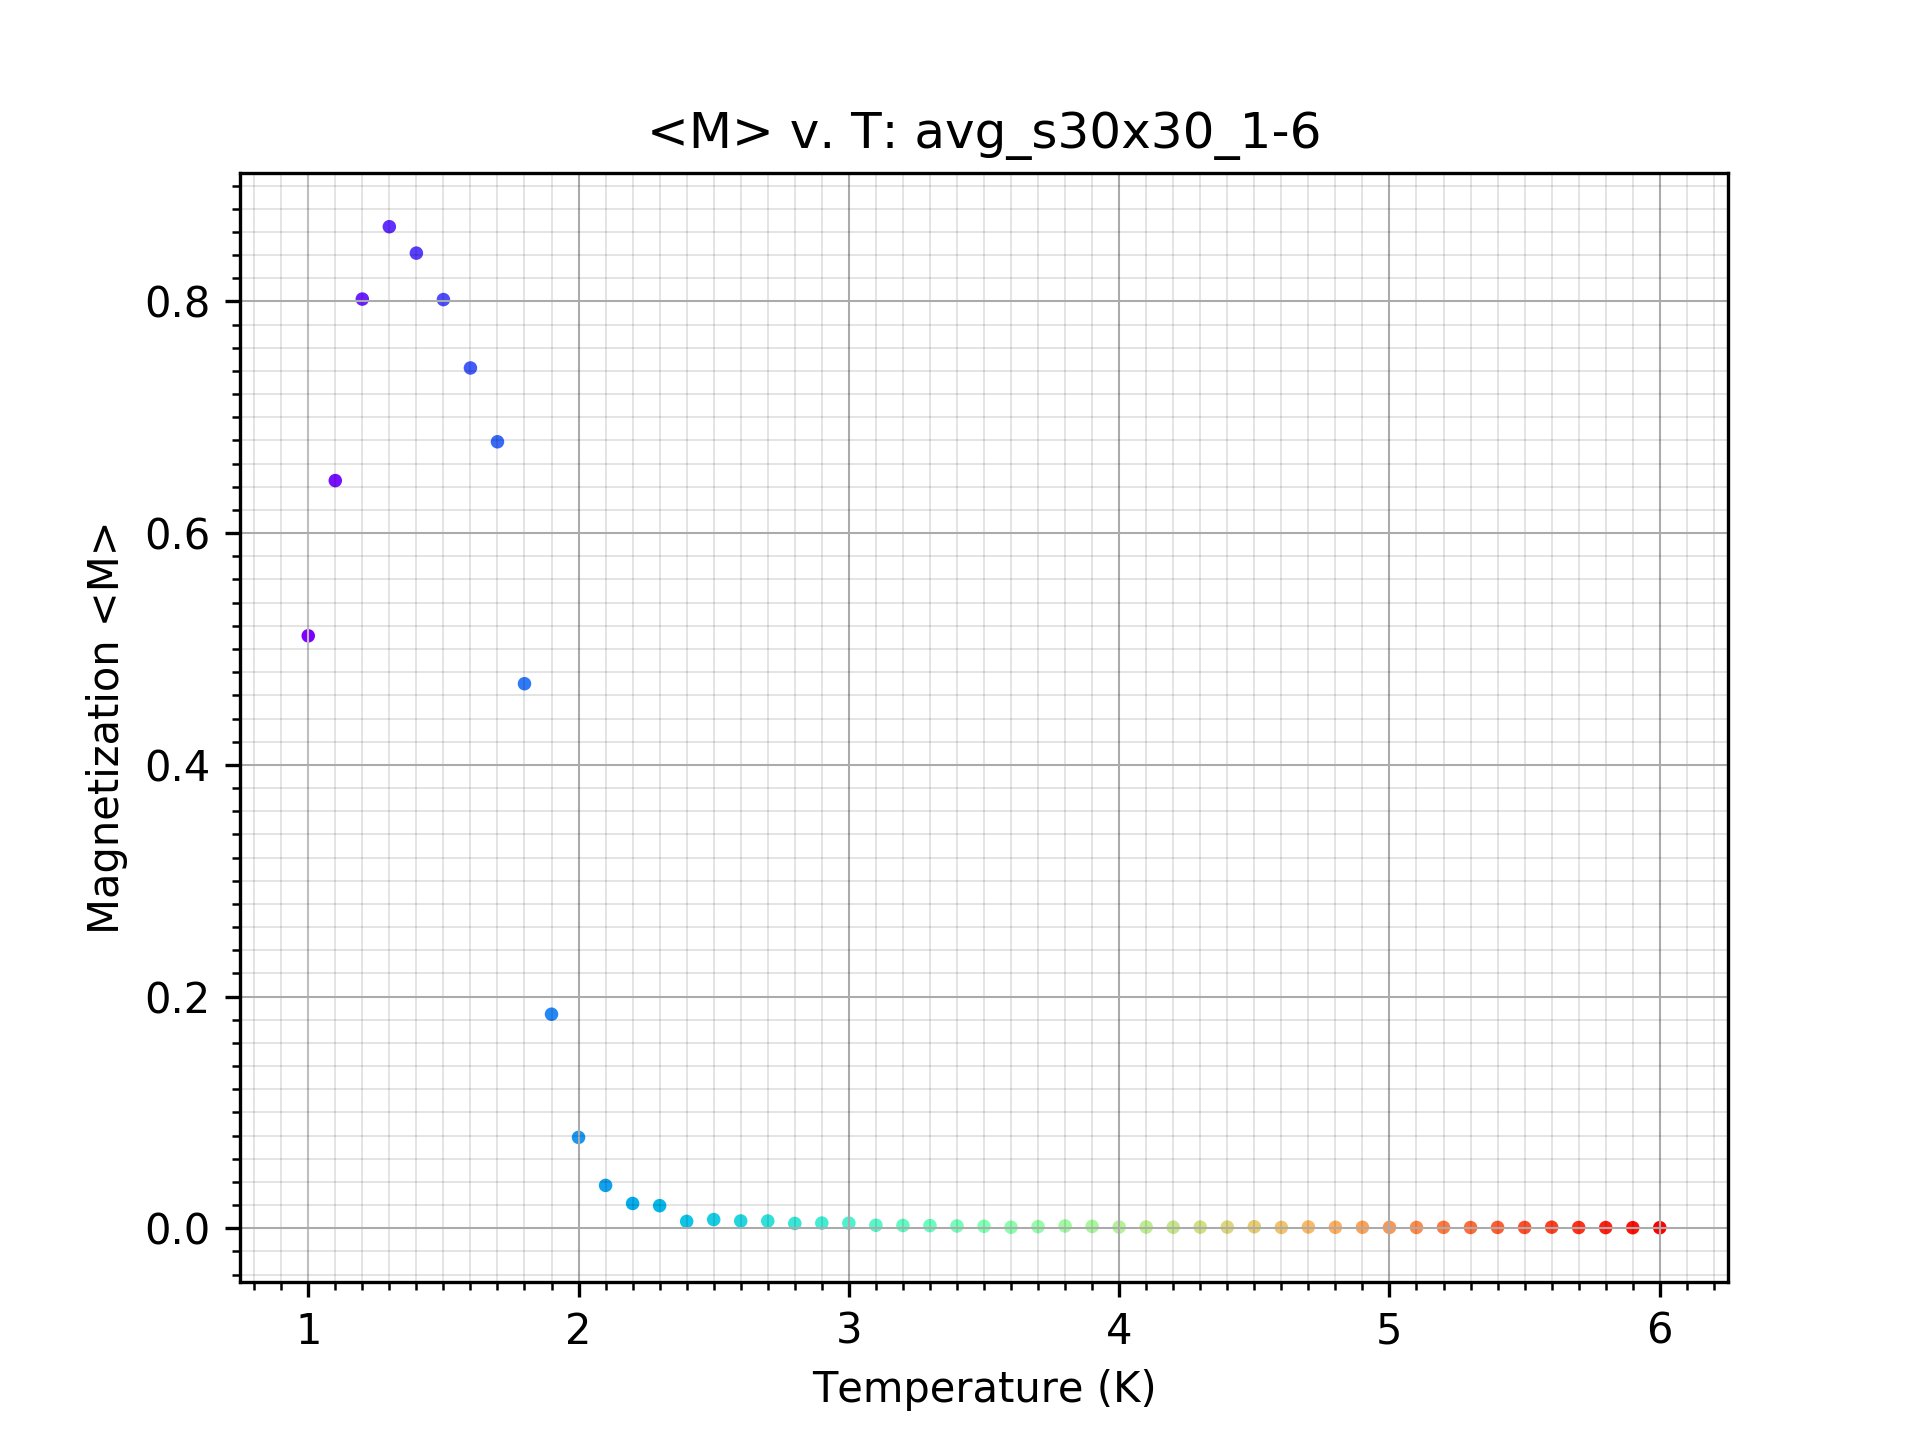 <M> v. T: avg_s30x30_1-6
Magnetization <M>
0.8
0.6
0.4
0.2
0.0
1 2 3 4 5 6
Temperature (K)